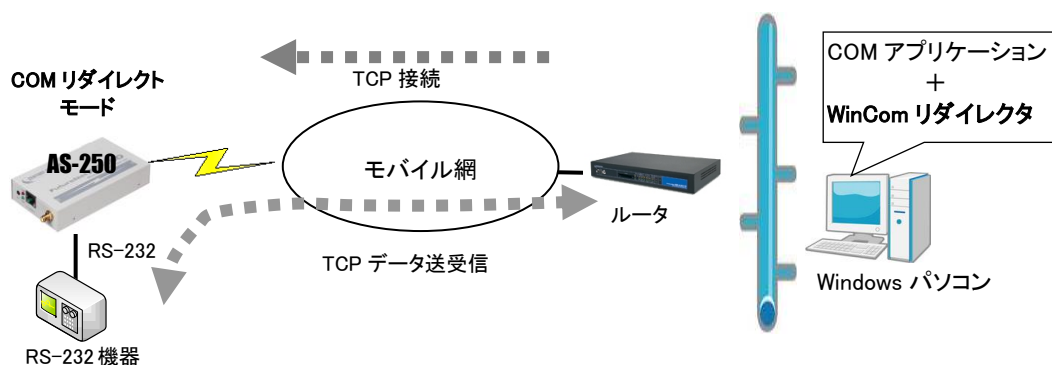 COM リダイレクト
モード
AS-250
RS-232
RS-232 機器
TCP 接続
モバイル網
TCP データ送受信
ルータ
COM アプリケーション
＋
WinCom リダイレクタ
Windows パソコン